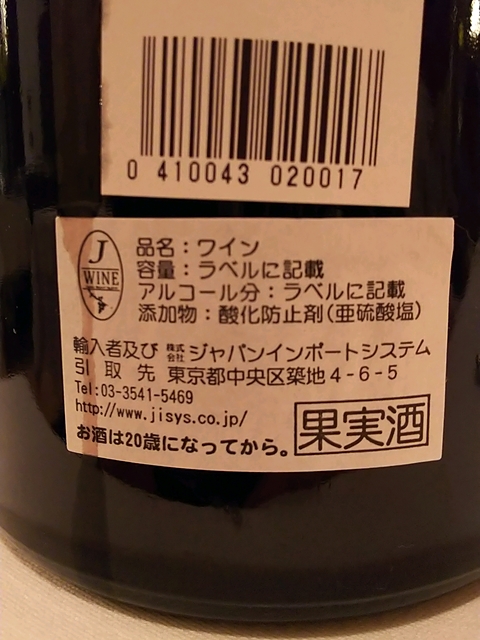 0 410043 020017
J
WINE
品名：ワイン
容量：ラベルに記載
アルコール分：ラベルに記載
添加物：酸化防止剤(亜硫酸塩)
輸入者及び 株式会社 ジャパンインポートシステム
引取先 東京都中央区築地4-6-5
Tel:03-3541-5469
http://www.jisys.co.jp/
お酒は20歳になってから。
果実酒